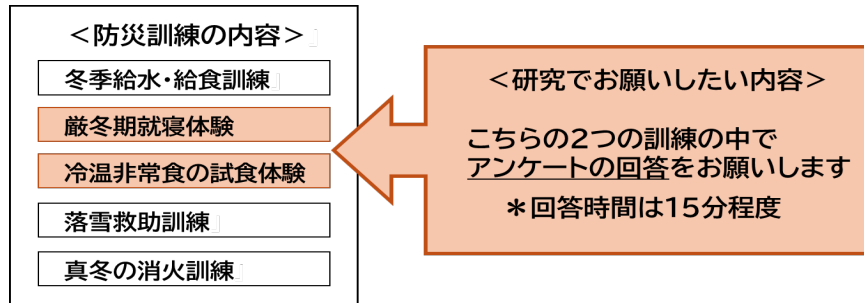 ＜防災訓練の内容＞
冬季給水・給食訓練
厳冬期就寝体験
冷温非常食の試食体験
落雪救助訓練
真冬の消火訓練
＜研究でお願いしたい内容＞
こちらの２つの訓練の中で
アンケートの回答をお願いします
＊回答時間は１５分程度